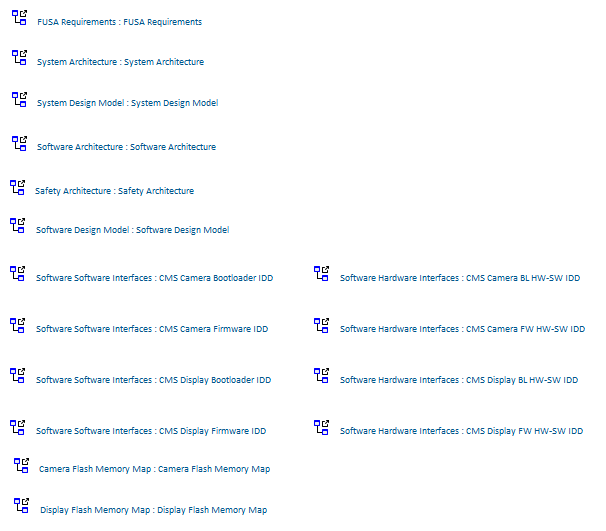 FUSA Requirements : FUSA Requirements
System Architecture : System Architecture
System Design Model : System Design Model
Software Architecture : Software Architecture
Safety Architecture : Safety Architecture
Software Design Model : Software Design Model
Software Software Interfaces : CMS Camera Bootloader IDD
Software Hardware Interfaces : CMS Camera BL HW-SW IDD
Software Software Interfaces : CMS Camera Firmware IDD
Software Hardware Interfaces : CMS Camera FW HW-SW IDD
Software Software Interfaces : CMS Display Bootloader IDD
Software Hardware Interfaces : CMS Display BL HW-SW IDD
Software Software Interfaces : CMS Display Firmware IDD
Software Hardware Interfaces : CMS Display FW HW-SW IDD
Camera Flash Memory Map : Camera Flash Memory Map
Display Flash Memory Map : Display Flash Memory Map